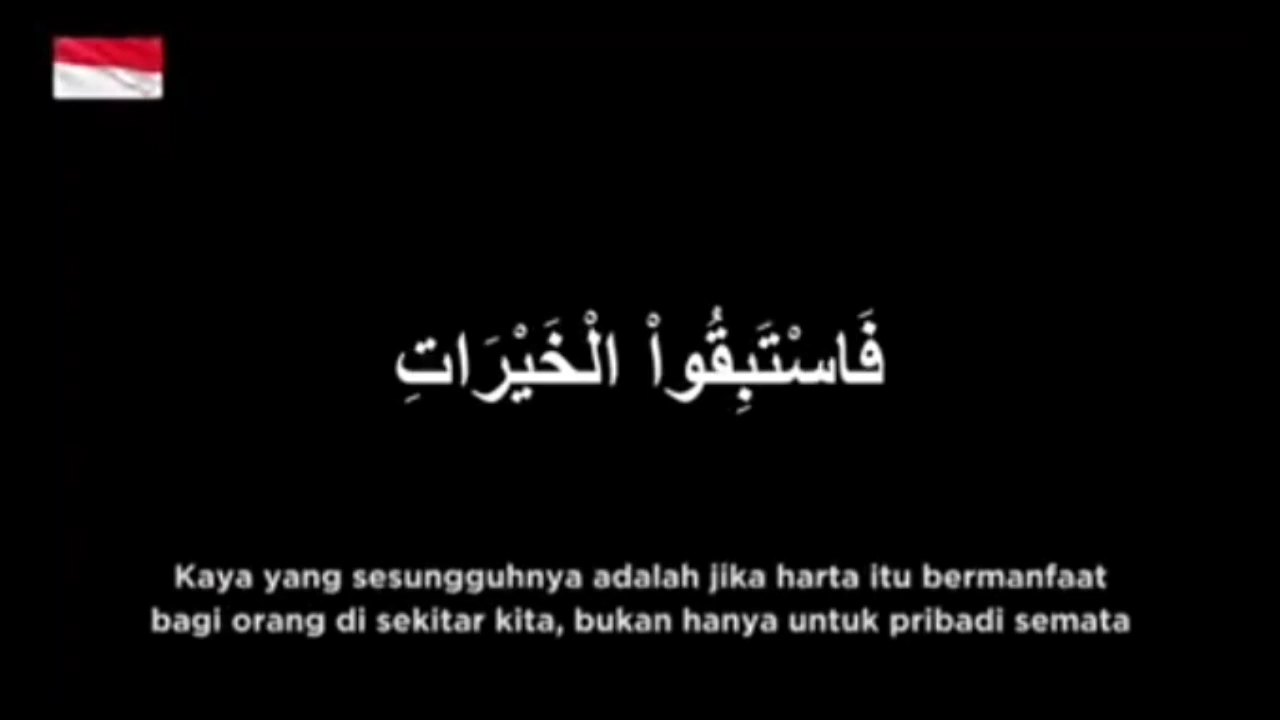 فَاسْتَبِقُواْ الْخَيْرَاتِ
Kaya yang sesungguhnya adalah jika harta itu bermanfaat
bagi orang di sekitar kita, bukan hanya untuk pribadi semata